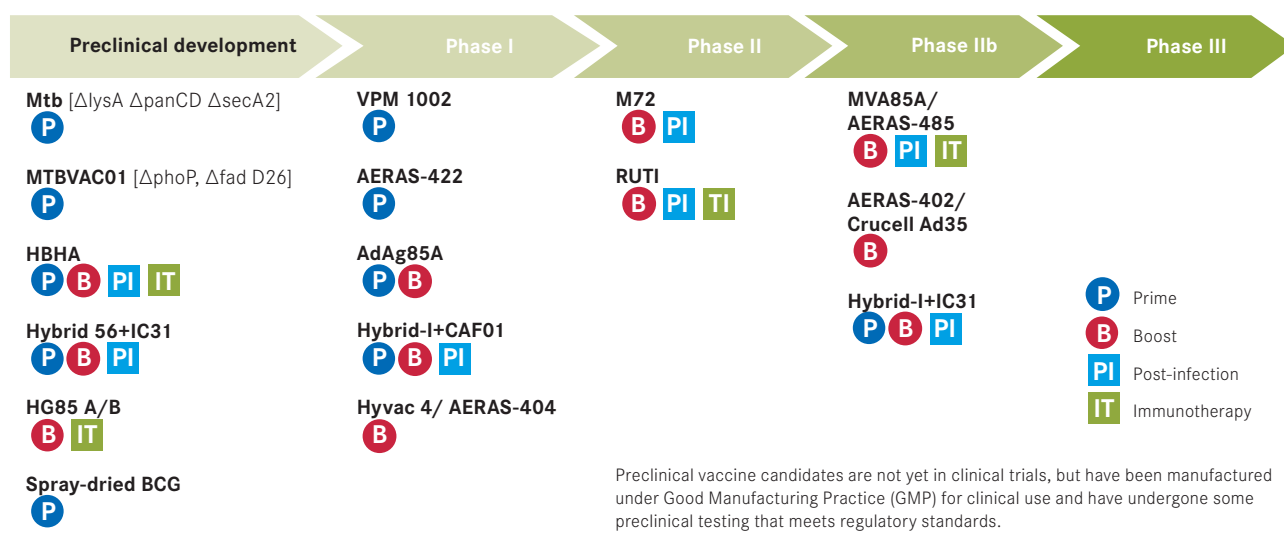 Preclinical development
Phase I
Phase II
Phase IIb
Phase III
Mtb [ΔlysA ΔpanCD ΔsecA2]
P
MTBVAC01 [ΔphoP, Δfad D26]
P
HBHA
P B PI IT
Hybrid 56+IC31
P B PI
HG85 A/B
B IT
Spray-dried BCG
P
VPM 1002
P
AERAS-422
P
AdAg85A
P B
Hybrid-I+CAF01
P B PI
Hyvac 4/ AERAS-404
B
M72
B PI
RUTI
B PI TI
MVA85A/
AERAS-485
B PI IT
AERAS-402/
Crucell Ad35
B
Hybrid-I+IC31
P B PI
P Prime
B Boost
PI Post-infection
IT Immunotherapy
Preclinical vaccine candidates are not yet in clinical trials, but have been manufactured
under Good Manufacturing Practice (GMP) for clinical use and have undergone some
preclinical testing that meets regulatory standards.